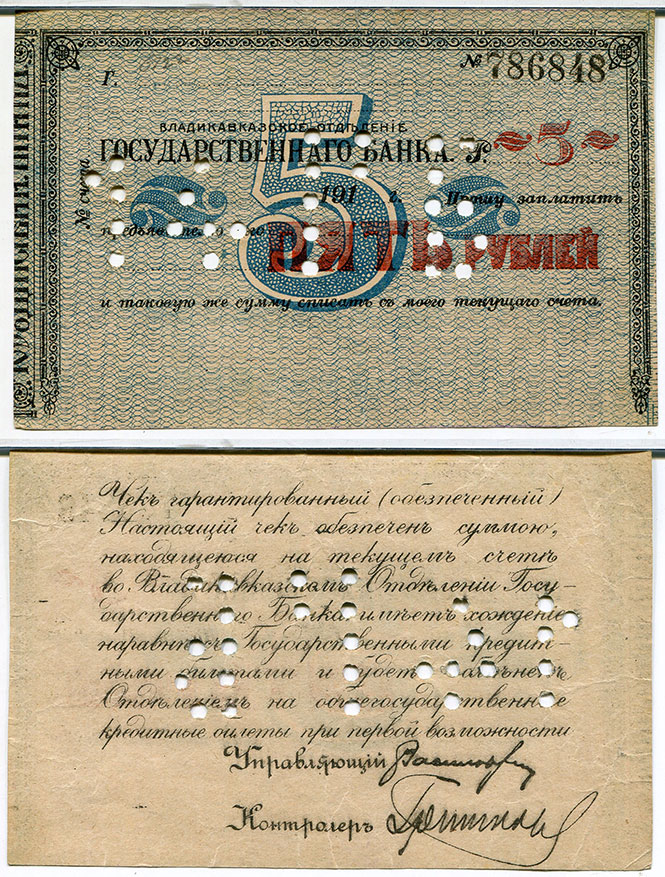 № 786848
Г.
5
ВЛАДИКАВКАЗСКОЕ ОТДѢЛЕНІЕ
ГОСУДАРСТВЕННАГО БАНКА. Р. 5
№ счета
191 г. Прошу заплатить
ПЯТЬ РУБЛЕЙ
и таковую же сумму списать съ моего текущаго счета.
Чекъ гарантированный (обезпеченный)
Настоящій чекъ обезпеченъ суммою,
находящеюся на текущемъ счетѣ
во Владикавказскомъ Отдѣленіи Госу-
дарственнаго Банка имѣетъ хожденіе
наравнѣ съ Государственными кредит-
ными билетами и будетъ обмѣненъ
Отдѣленіемъ на общегосударственные
кредитные билеты при первой возможности
Управляющій
Контролеръ